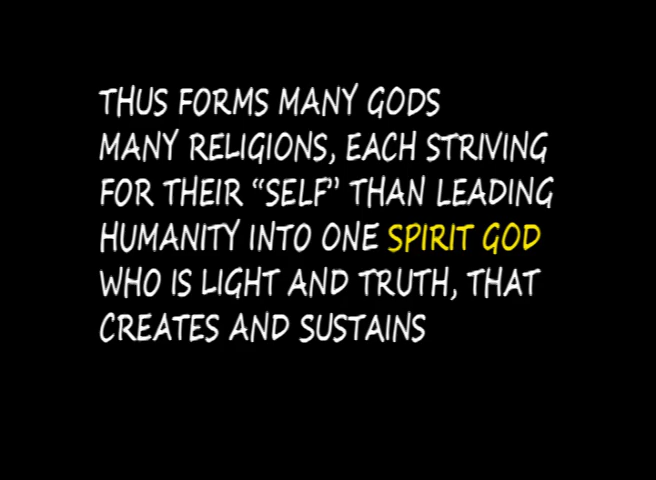 THUS FORMS MANY GODS
MANY RELIGIONS, EACH STRIVING
FOR THEIR “SELF” THAN LEADING
HUMANITY INTO ONE SPIRIT GOD
WHO IS LIGHT AND TRUTH, THAT
CREATES AND SUSTAINS